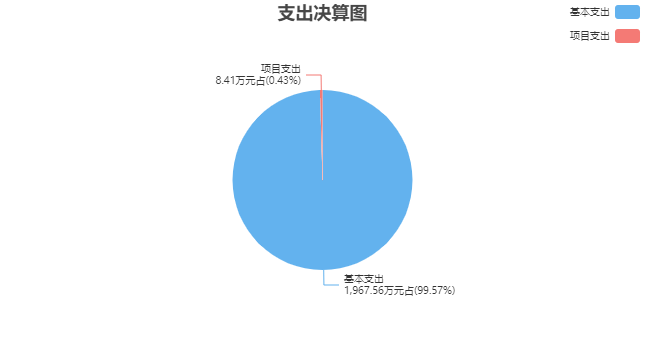 支出决算图
基本支出
项目支出
项目支出
8.41万元占(0.43%)
基本支出
1,967.56万元占(99.57%)